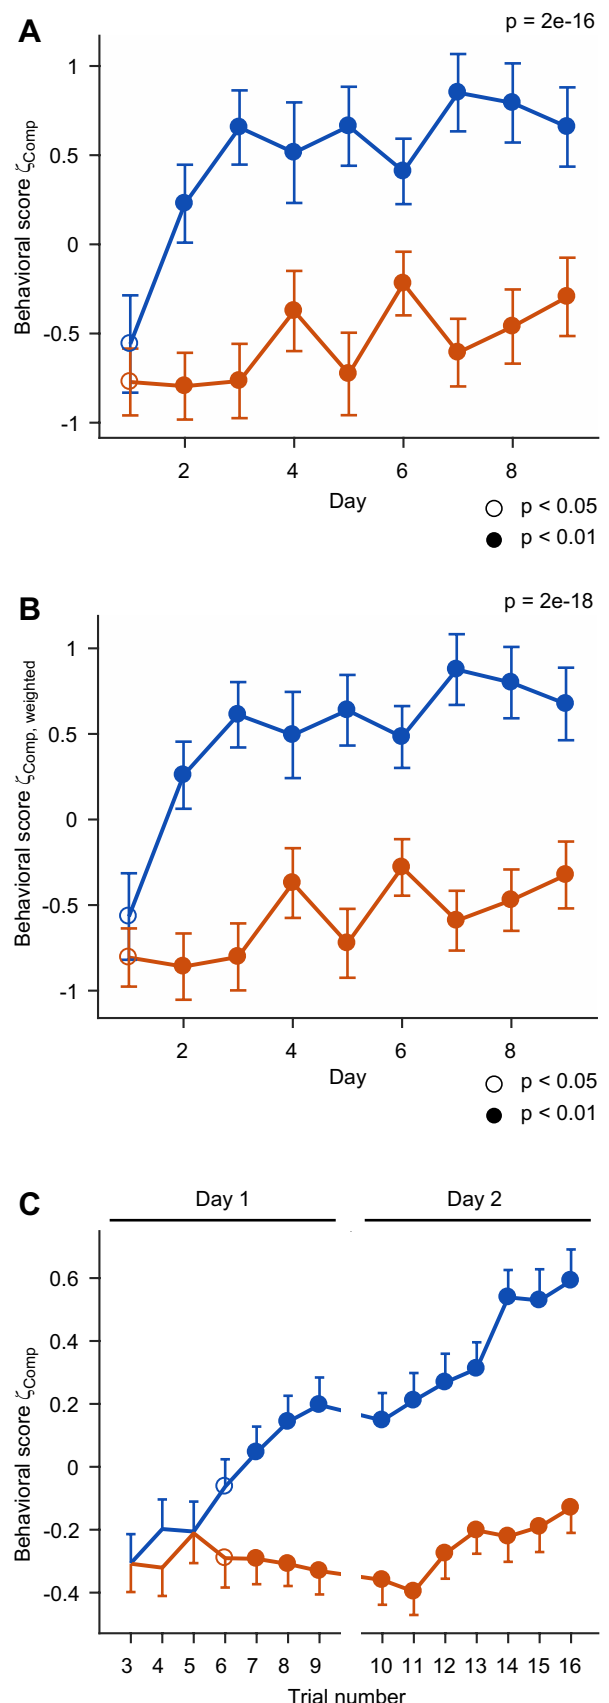 A
p = 2e-16
Behavioral score ζComp
1
0.5
0
-0.5
-1
2 4 6 8
Day
p < 0.05
p < 0.01
B
p = 2e-18
Behavioral score ζComp, weighted
1
0.5
0
-0.5
-1
2 4 6 8
Day
p < 0.05
p < 0.01
C
Day 1 Day 2
Behavioral score ζComp
0.6
0.4
0.2
0
-0.2
-0.4
3 4 5 6 7 8 9 10 11 12 13 14 15 16
Trial number